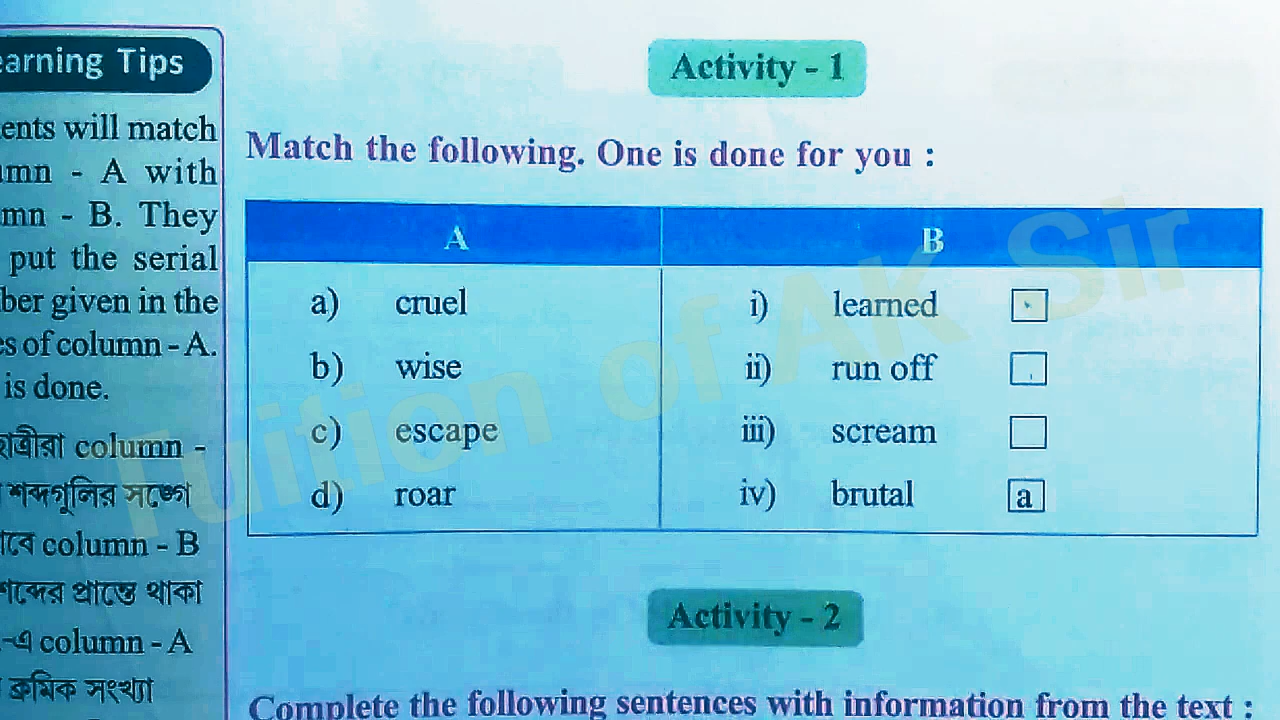 earning Tips
ents will match
mn - A with
mn - B. They
put the serial
ber given in the
s of column - A.
is done.
ছাত্রীরা column -
শব্দগুলির সঙ্গে
বে column - B
শব্দের প্রান্তে থাকা
-এ column - A
ক্রমিক সংখ্যা
Activity - 1
Match the following. One is done for you :
A B
a) cruel i) learned
b) wise ii) run off
c) escape iii) scream
d) roar iv) brutal a
Activity - 2
Complete the following sentences with information from the text :
Tuition of AK Sir